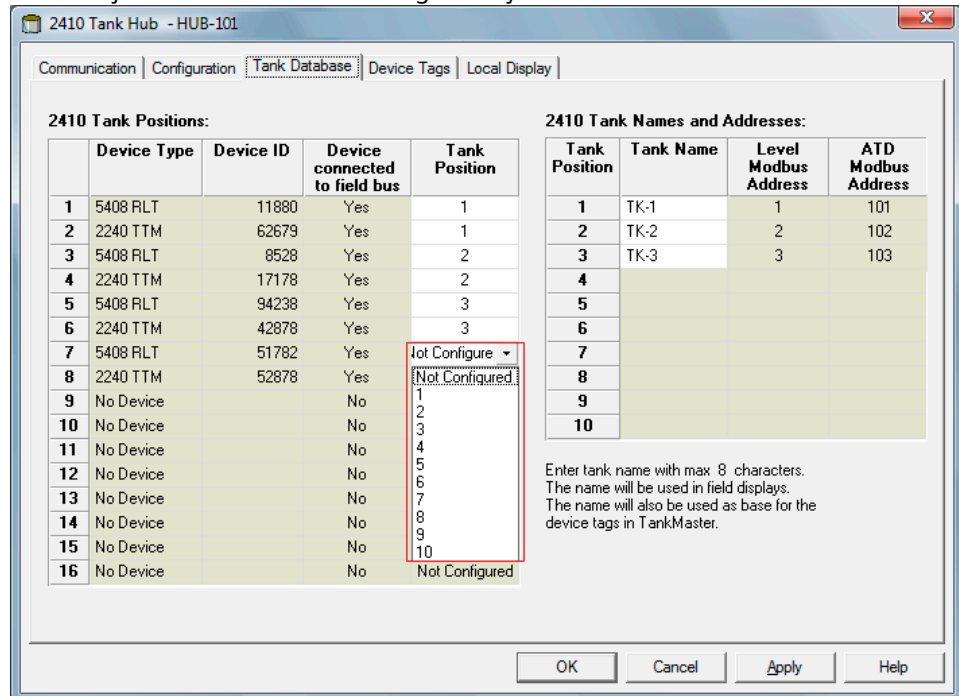 2410 Tank Hub - HUB-101
Communication Configuration Tank Database Device Tags Local Display
2410 Tank Positions:
Device Type Device ID Device connected to field bus Tank Position
1 5408 RLT 11880 Yes 1
2 2240 TTM 62679 Yes 1
3 5408 RLT 8528 Yes 2
4 2240 TTM 17178 Yes 2
5 5408 RLT 94238 Yes 3
6 2240 TTM 42878 Yes 3
7 5408 RLT 51782 Yes lot Configure
8 2240 TTM 52878 Yes
9 No Device No
10 No Device No
11 No Device No
12 No Device No
13 No Device No
14 No Device No
15 No Device No
16 No Device No Not Configured
Not Configured
1
2
3
4
5
6
7
8
9
10
2410 Tank Names and Addresses:
Tank Position Tank Name Level Modbus Address ATD Modbus Address
1 TK-1 1 101
2 TK-2 2 102
3 TK-3 3 103
4
5
6
7
8
9
10
Enter tank name with max 8 characters.
The name will be used in field displays.
The name will also be used as base for the
device tags in TankMaster.
OK Cancel Apply Help